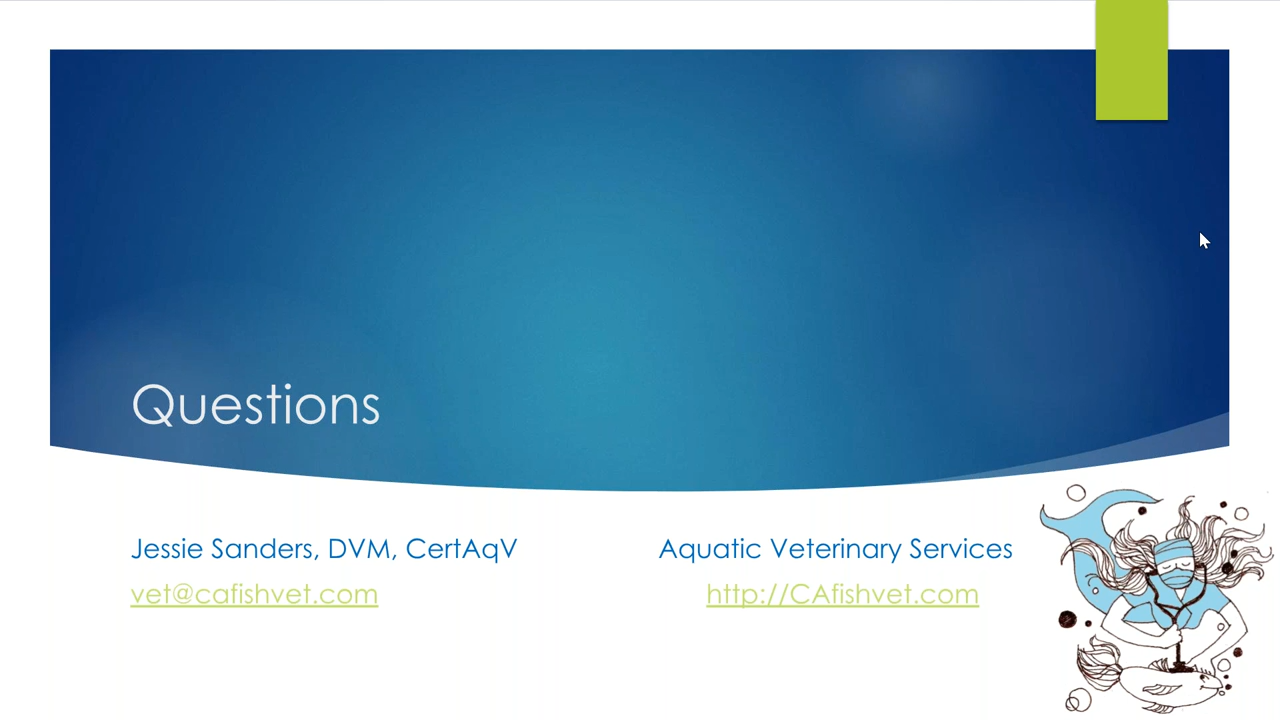 Questions
Jessie Sanders, DVM, CertAqV
Aquatic Veterinary Services
vet@cafishvet.com
http://CAfishvet.com